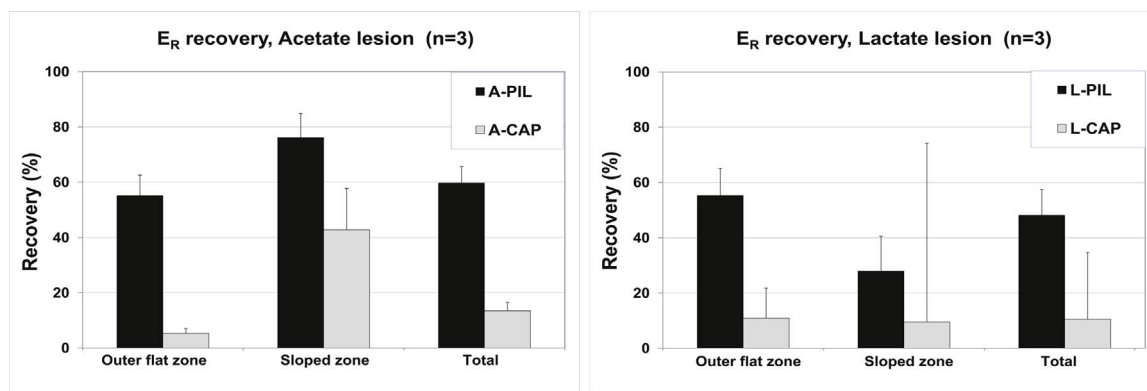 E_R recovery, Acetate lesion (n=3)
100
80
60
40
20
0
Recovery (%)
A-PIL
A-CAP
Outer flat zone
Sloped zone
Total
E_R recovery, Lactate lesion (n=3)
100
80
60
40
20
0
Recovery (%)
L-PIL
L-CAP
Outer flat zone
Sloped zone
Total